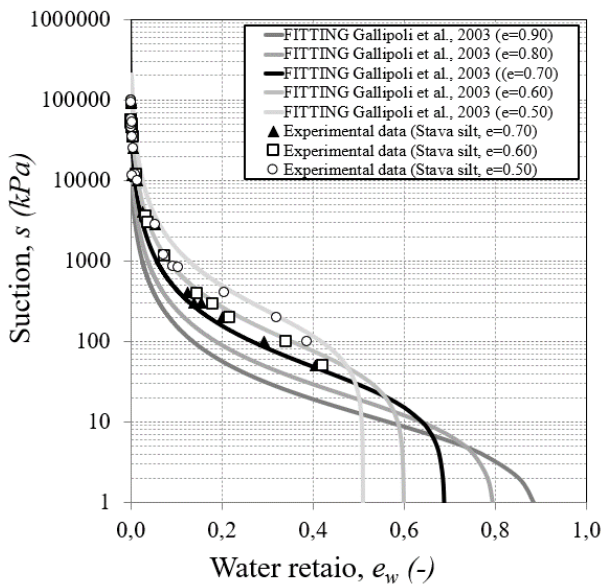 1000000
100000
10000
1000
100
10
1
Suction, s (kPa)
FITTING Gallipoli et al., 2003 (e=0.90)
FITTING Gallipoli et al., 2003 (e=0.80)
FITTING Gallipoli et al., 2003 ((e=0.70)
FITTING Gallipoli et al., 2003 (e=0.60)
FITTING Gallipoli et al., 2003 (e=0.50)
Experimental data (Stava silt, e=0.70)
Experimental data (Stava silt, e=0.60)
Experimental data (Stava silt, e=0.50)
0,0 0,2 0,4 0,6 0,8 1,0
Water retaio, ew (-)